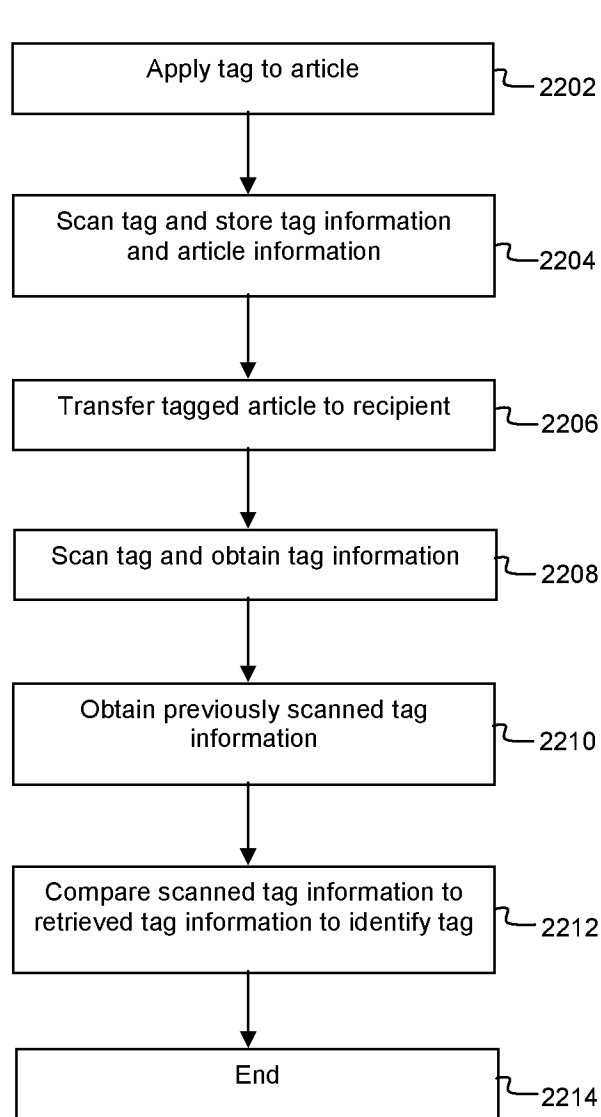 Apply tag to article
2202
Scan tag and store tag information
and article information
2204
Transfer tagged article to recipient
2206
Scan tag and obtain tag information
2208
Obtain previously scanned tag
information
2210
Compare scanned tag information to
retrieved tag information to identify tag
2212
End
2214